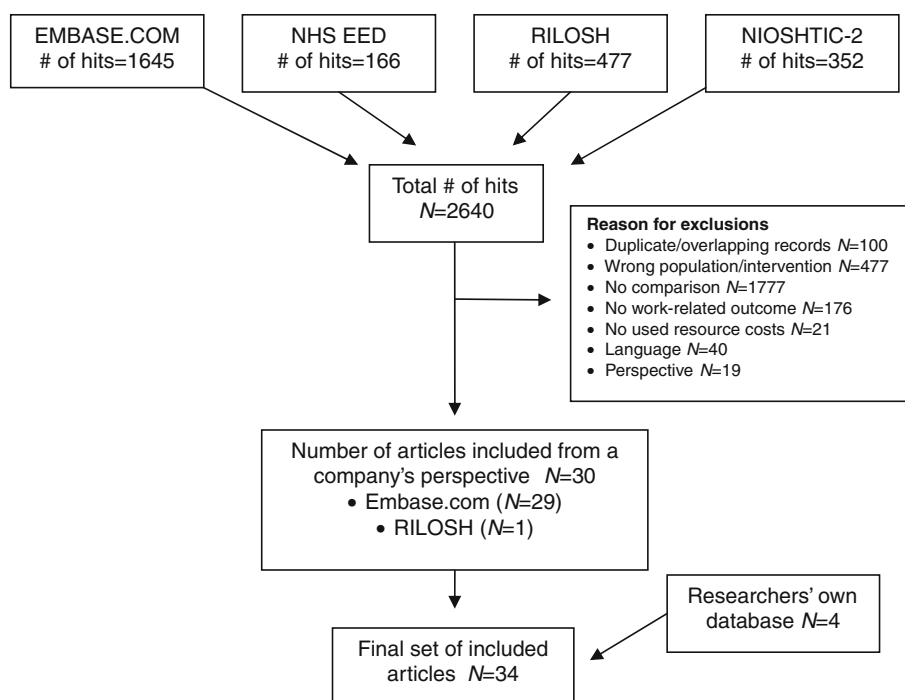 EMBASE.COM
# of hits=1645
NHS EED
# of hits=166
RILOSH
# of hits=477
NIOSHTIC-2
# of hits=352
Total # of hits
N=2640
Reason for exclusions
• Duplicate/overlapping records N=100
• Wrong population/intervention N=477
• No comparison N=1777
• No work-related outcome N=176
• No used resource costs N=21
• Language N=40
• Perspective N=19
Number of articles included from a
company's perspective N=30
• Embase.com (N=29)
• RILOSH (N=1)
Researchers' own
database N=4
Final set of included
articles N=34